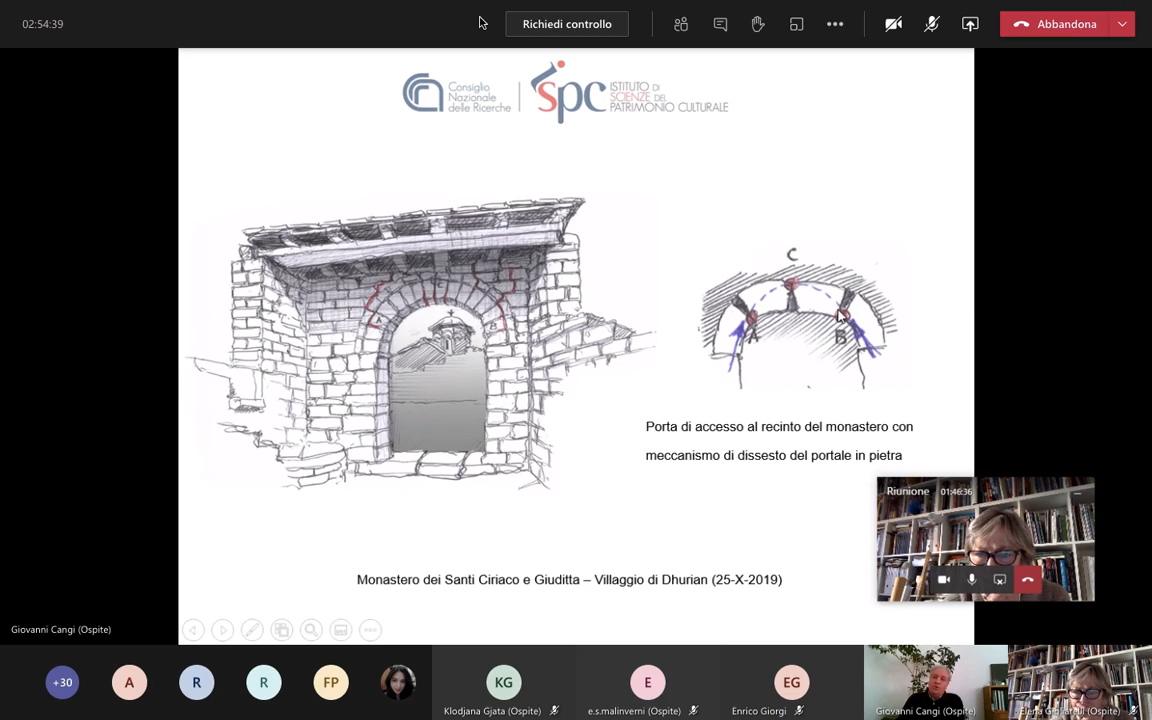 02:54:39
Richiedi controllo
Abbandona
Consiglio
Nazionale
delle Ricerche
spc
ISTITUTO DI
SCIENZE DEL
PATRIMONIO CULTURALE
C
A
B
Porta di accesso al recinto del monastero con
meccanismo di dissesto del portale in pietra
Riunione 01:46:36
Monastero dei Santi Ciriaco e Giuditta – Villaggio di Dhurian (25-X-2019)
Giovanni Cangi (Ospite)
+30
A
R
R
FP
KG
E
EG
Klodjana Gjata (Ospite)
e.s.malinverni (Ospite)
Enrico Giorgi
Giovanni Cangi (Ospite)
(Ospite)